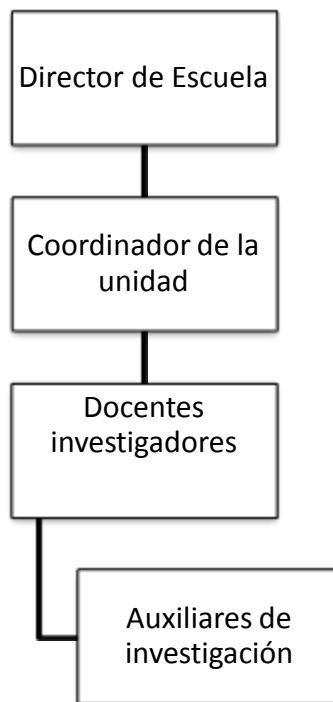 Director de Escuela
Coordinador de la
unidad
Docentes
investigadores
Auxiliares de
investigación